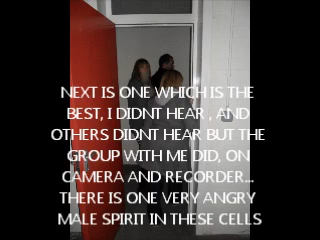 NEXT IS ONE WHICH IS THE
BEST, I DIDNT HEAR , AND
OTHERS DIDNT HEAR BUT THE
GROUP WITH ME DID, ON
CAMERA AND RECORDER...
THERE IS ONE VERY ANGRY
MALE SPIRIT IN THESE CELLS